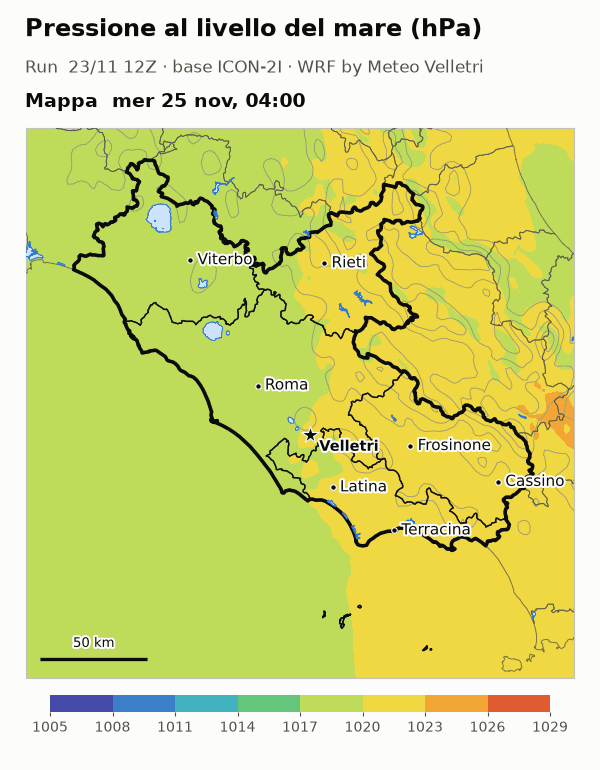 Pressione al livello del mare (hPa)
Run  23/11 12Z · base ICON-2I · WRF by Meteo Velletri
Mappa  mer 25 nov, 04:00
Viterbo
Rieti
Roma
Velletri
Frosinone
Latina
Cassino
Terracina
50 km
1005 1008 1011 1014 1017 1020 1023 1026 1029